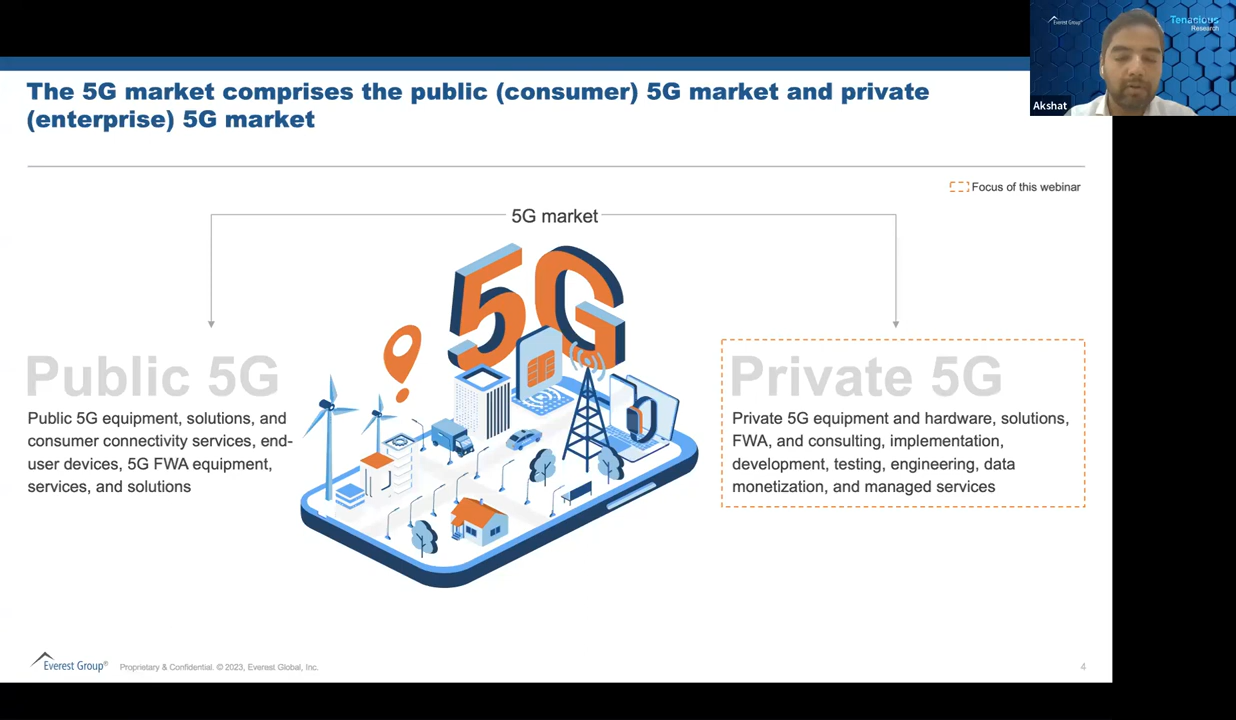 Everest Group®
Tenacious
Research
Akshat
The 5G market comprises the public (consumer) 5G market and private
(enterprise) 5G market
Focus of this webinar
5G market
5G
Public 5G
Public 5G equipment, solutions, and
consumer connectivity services, end-
user devices, 5G FWA equipment,
services, and solutions
Private 5G
Private 5G equipment and hardware, solutions,
FWA, and consulting, implementation,
development, testing, engineering, data
monetization, and managed services
Everest Group®
Proprietary & Confidential. © 2023, Everest Global, Inc.
4